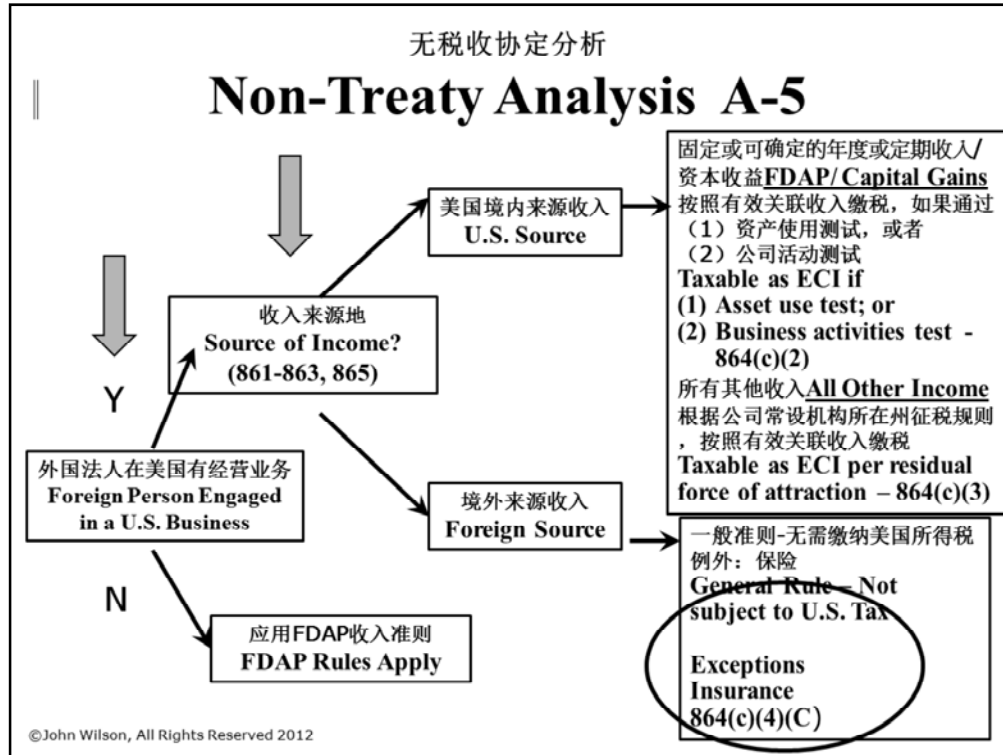 无税收协定分析
Non-Treaty Analysis A-5
固定或可确定的年度或定期收入/
资本收益FDAP/Capital Gains
按照有效关联收入缴税，如果通过
（1）资产使用测试，或者
（2）公司活动测试
Taxable as ECI if
(1) Asset use test; or
(2) Business activities test -
864(c)(2)
所有其他收入All Other Income
根据公司常设机构所在州征税规则
，按照有效关联收入缴税
Taxable as ECI per residual
force of attraction – 864(c)(3)
美国境内来源收入
U.S. Source
收入来源地
Source of Income?
(861-863, 865)
Y
外国法人在美国有经营业务
Foreign Person Engaged
in a U.S. Business
境外来源收入
Foreign Source
一般准则-无需缴纳美国所得税
例外：保险
General Rule – Not
subject to U.S. Tax
Exceptions
Insurance
864(c)(4)(C)
N
应用FDAP收入准则
FDAP Rules Apply
©John Wilson, All Rights Reserved 2012